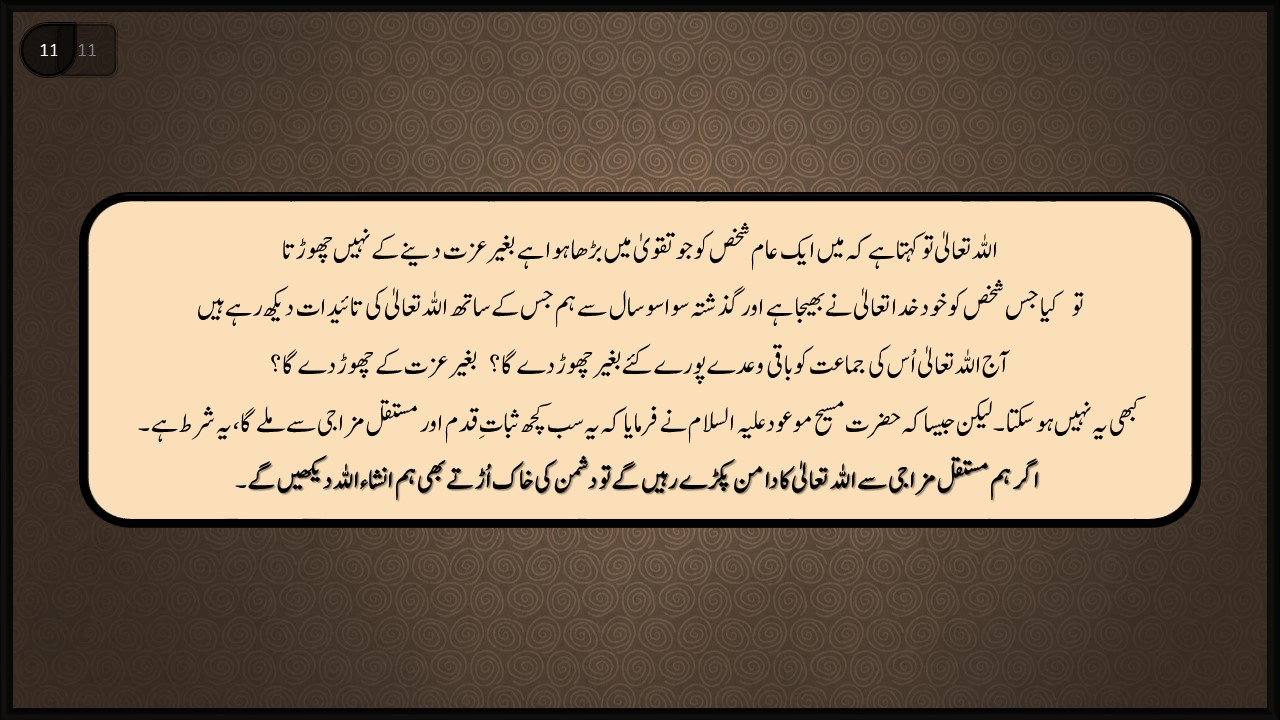 11 11
اللہ تعالیٰ تو کہتا ہے کہ میں ایک عام شخص کو جو تقویٰ میں بڑھا ہوا ہے بغیر عزت دینے کے نہیں چھوڑتا
تو کیا جس شخص کو خود خدا تعالیٰ نے بھیجا ہے اور گذشتہ سوا سو سال سے ہم جس کے ساتھ اللہ تعالیٰ کی تائیدات دیکھ رہے ہیں
آج اللہ تعالیٰ اُس کی جماعت کو باقی وعدے پورے کئے بغیر چھوڑ دے گا؟ بغیر عزت کے چھوڑ دے گا؟
کبھی یہ نہیں ہو سکتا۔ لیکن جیسا کہ حضرت مسیح موعود علیہ السلام نے فرمایا کہ یہ سب کچھ ثباتِ قدم اور مستقل مزاجی سے ملے گا، یہ شرط ہے۔
اگر ہم مستقل مزاجی سے اللہ تعالیٰ کا دامن پکڑے رہیں گے تو دشمن کی خاک اُڑتے بھی ہم انشاء اللہ دیکھیں گے۔